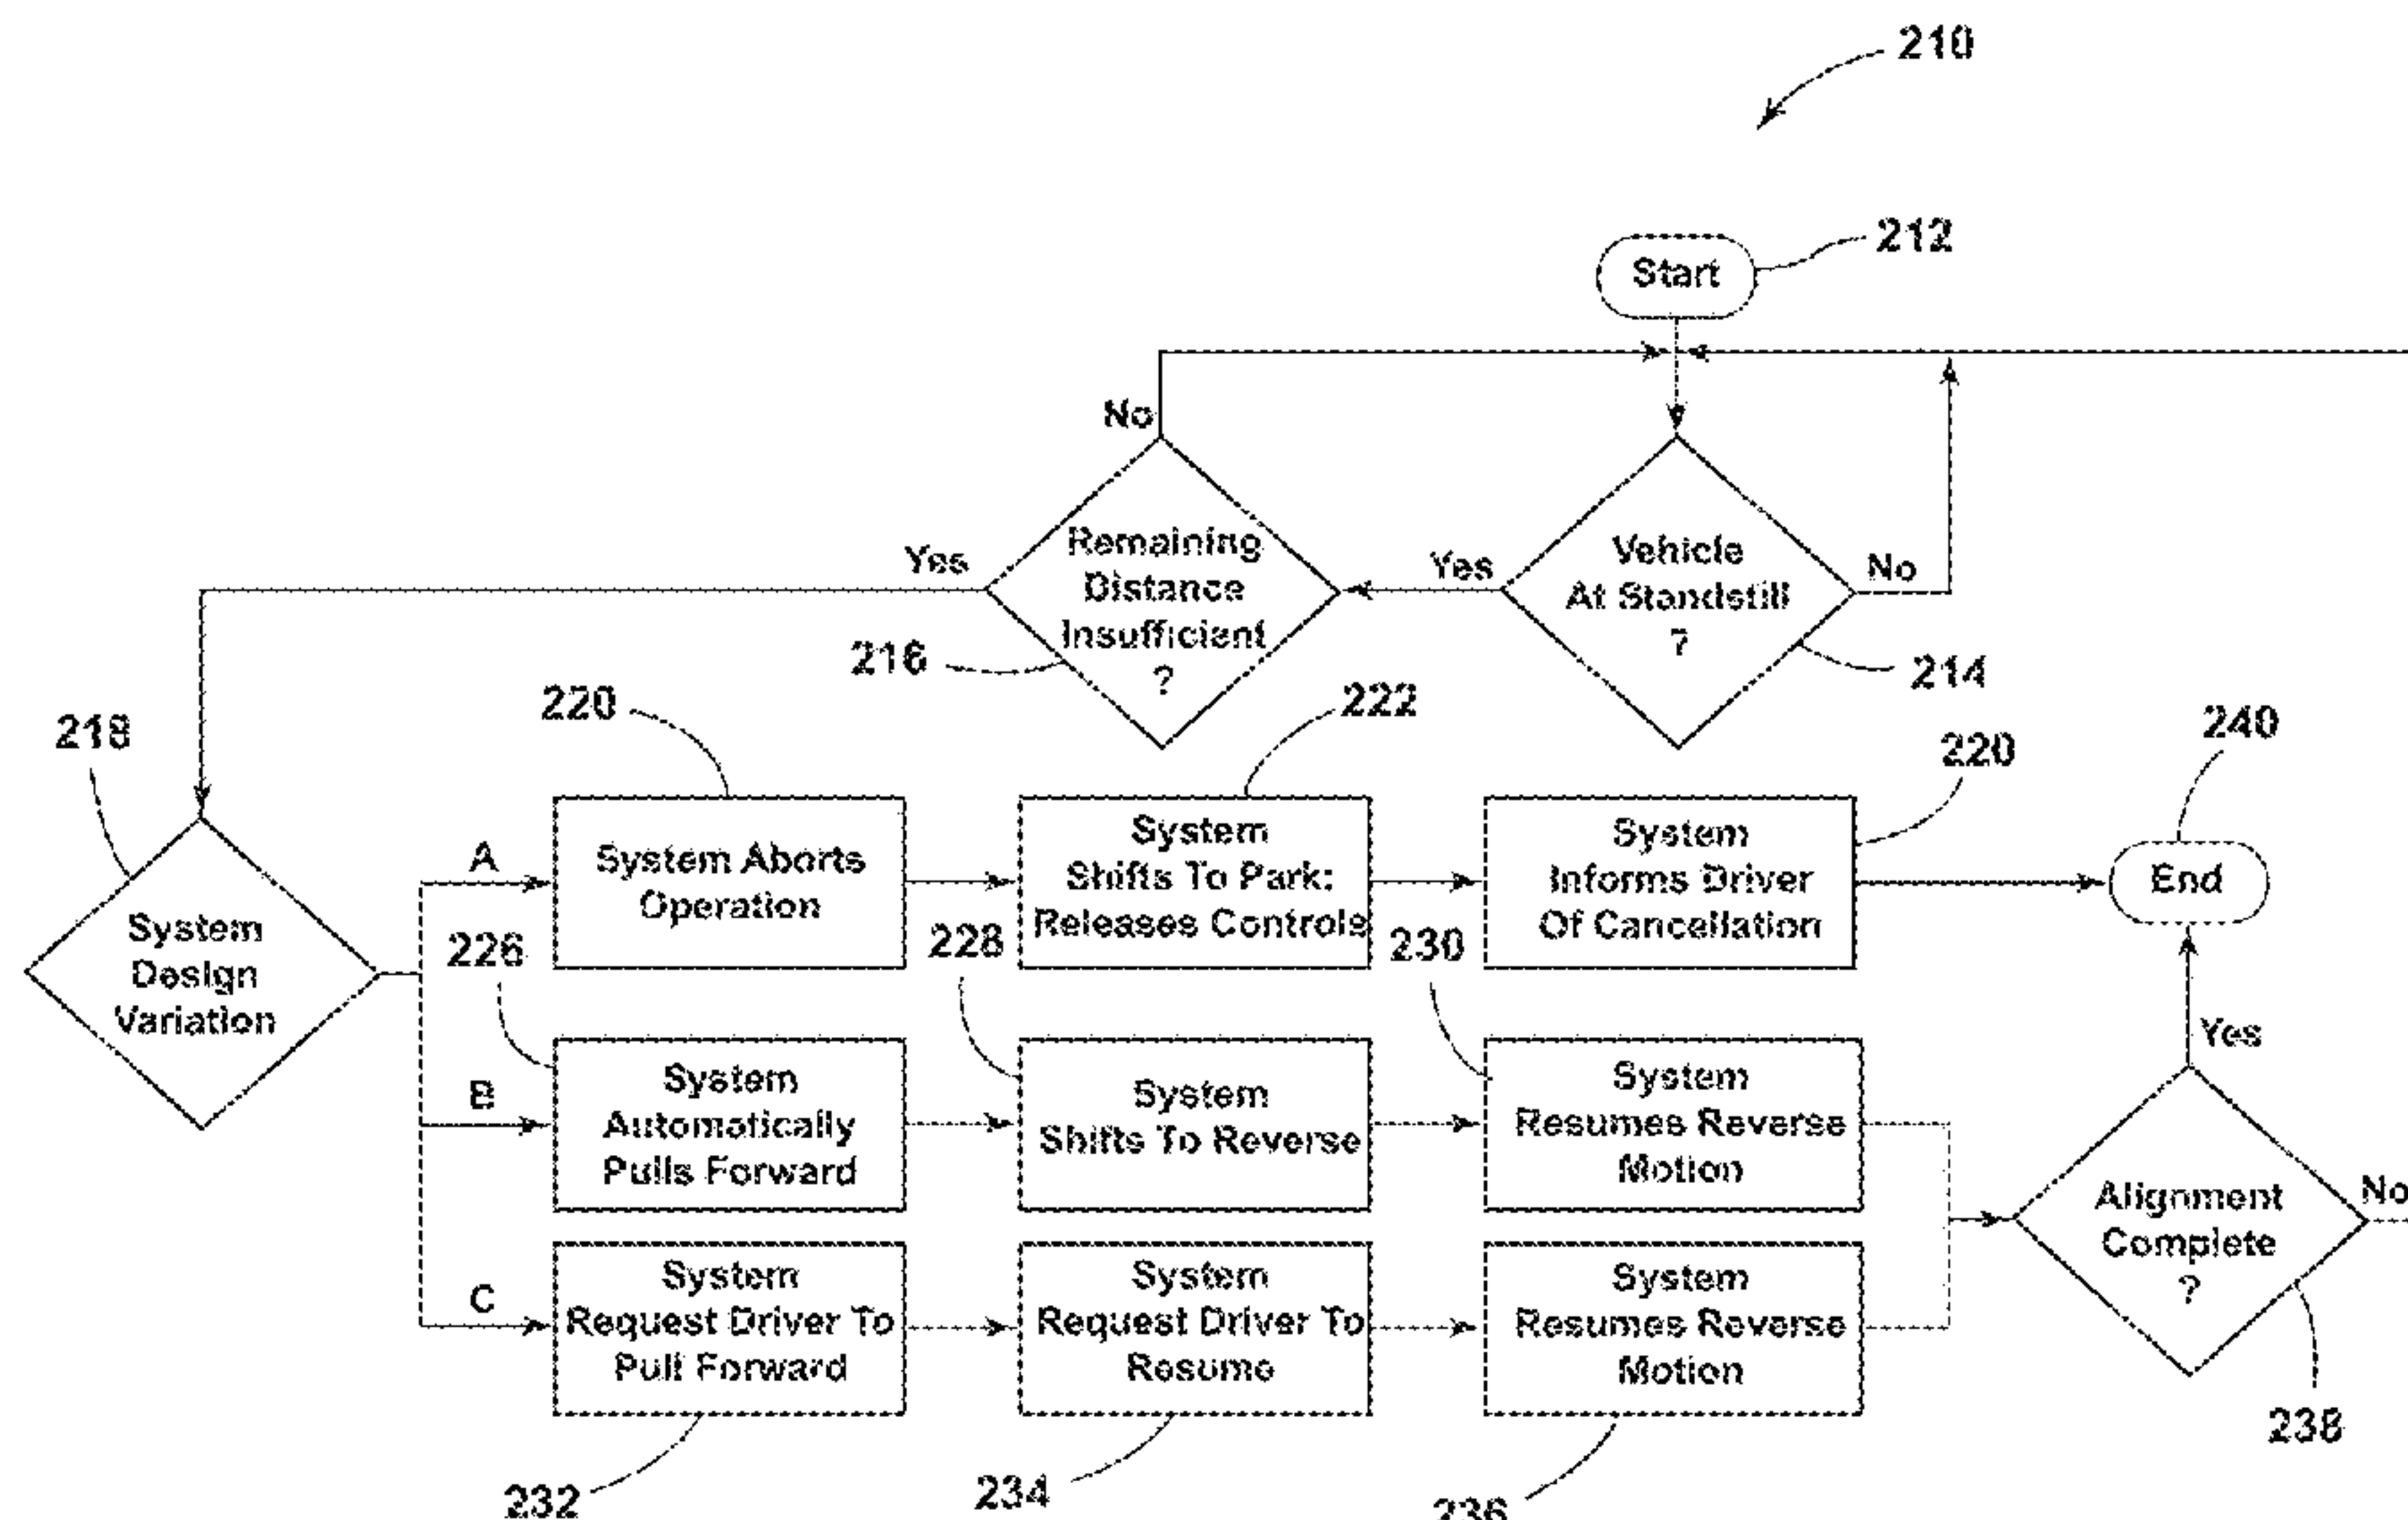 210
212
Start
No
Yes
Remaining
Distance
Insufficient
?
216
Yes
Vehicle
At Standstill
?
No
214
218
220
222
220
240
System
Design
Variation
A
System Aborts
Operation
System
Shifts To Park:
Releases Controls
System
Informs Driver
Of Cancellation
End
226
228
230
B
System
Automatically
Pulls Forward
System
Shifts To Reverse
System
Resumes Reverse
Motion
Yes
Alignment
Complete
?
No
238
C
System
Request Driver To
Pull Forward
System
Request Driver To
Resume
System
Resumes Reverse
Motion
232
234
236